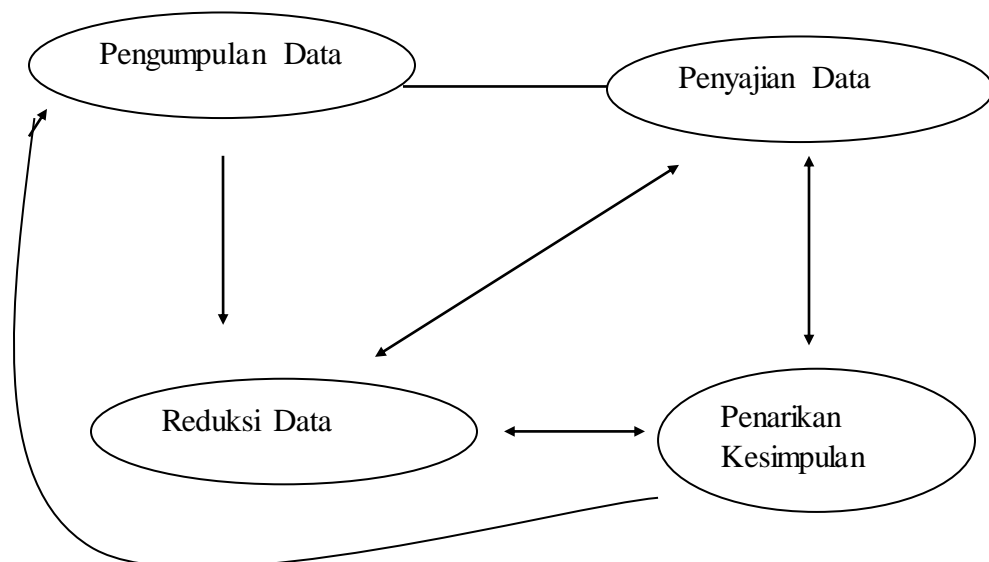 Pengumpulan Data
Penyajian Data
Reduksi Data
Penarikan
Kesimpulan